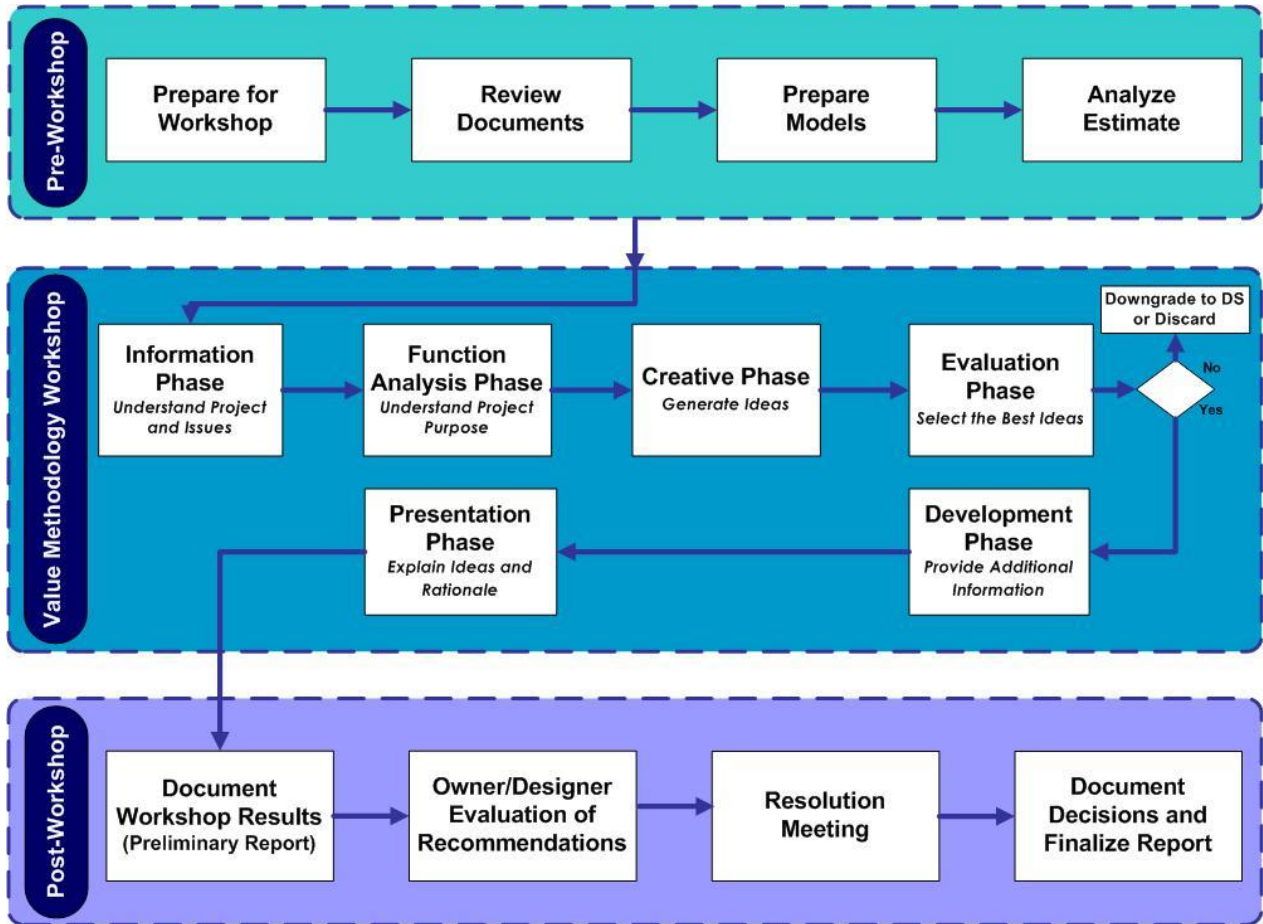 Pre-Workshop
Prepare for
Workshop
Review
Documents
Prepare
Models
Analyze
Estimate
Value Methodology Workshop
Information
Phase
Understand Project
and Issues
Function
Analysis Phase
Understand Project
Purpose
Creative Phase
Generate Ideas
Evaluation
Phase
Select the Best Ideas
Downgrade to DS
or Discard
No
Yes
Presentation
Phase
Explain Ideas and
Rationale
Development
Phase
Provide Additional
Information
Post-Workshop
Document
Workshop Results
(Preliminary Report)
Owner/Designer
Evaluation of
Recommendations
Resolution
Meeting
Document
Decisions and
Finalize Report